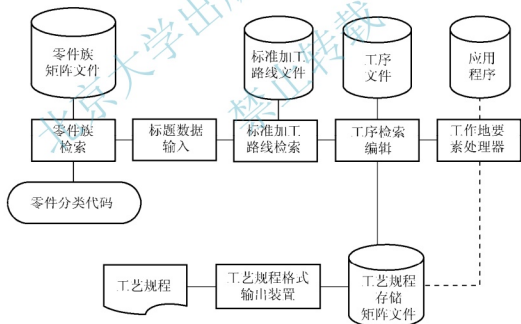 零件族
矩阵文件
标准加工
路线文件
工序
文件
应用
程序
零件族
检索
标题数据
输入
标准加工
路线检索
工序检索
编辑
工作地要
素处理器
零件分类代码
工艺规程
工艺规程格式
输出装置
工艺规程
存储
矩阵文件
北京大学出版
禁止转载